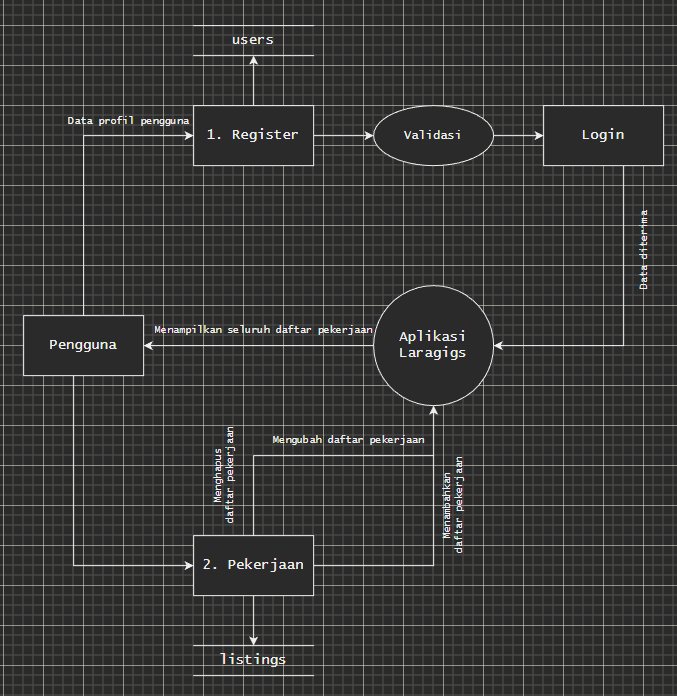 users
Data profil pengguna
1. Register
Validasi
Login
Data diterima
Menampilkan seluruh daftar pekerjaan
Pengguna
Aplikasi
Laragigs
Mengubah daftar pekerjaan
Menghapus
daftar pekerjaan
Menambahkan
daftar pekerjaan
2. Pekerjaan
listings